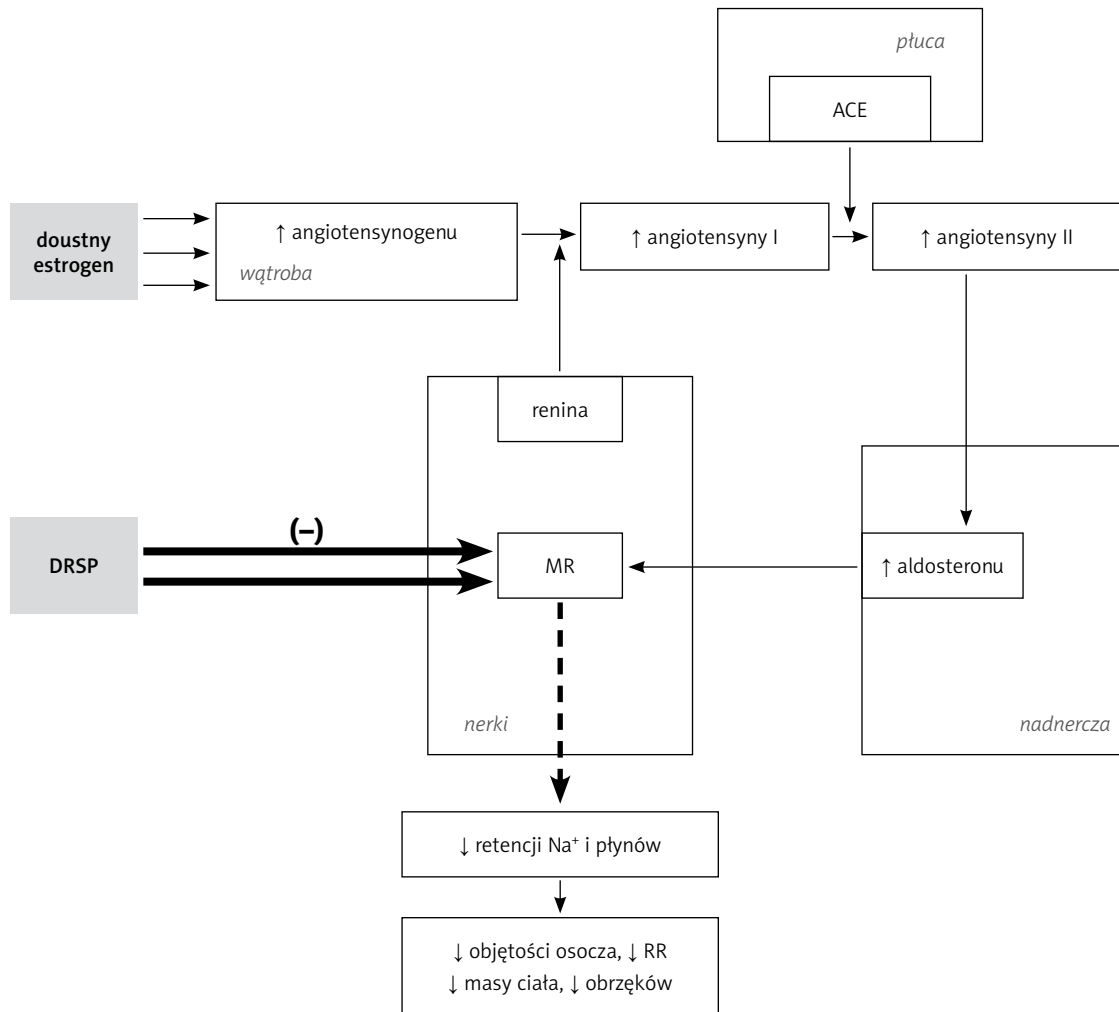 płuca
ACE
doustny
estrogen
↑ angiotensynogenu
wątroba
↑ angiotensyny I
↑ angiotensyny II
renina
DRSP
(–)
MR
↑ aldosteronu
nerki
nadnercza
↓ retencji Na⁺ i płynów
↓ objętości osocza, ↓ RR
↓ masy ciała, ↓ obrzęków